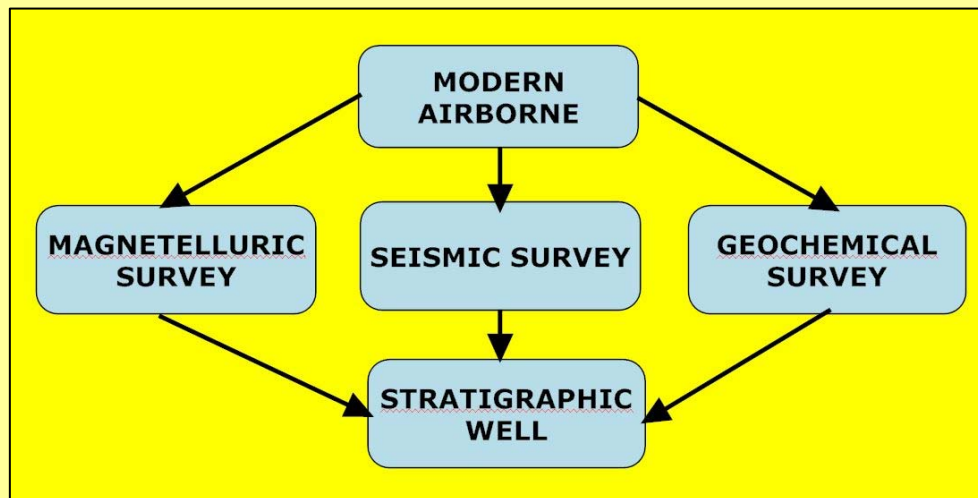 MODERN
AIRBORNE
MAGNETELLURIC
SURVEY
SEISMIC SURVEY
GEOCHEMICAL
SURVEY
STRATIGRAPHIC
WELL